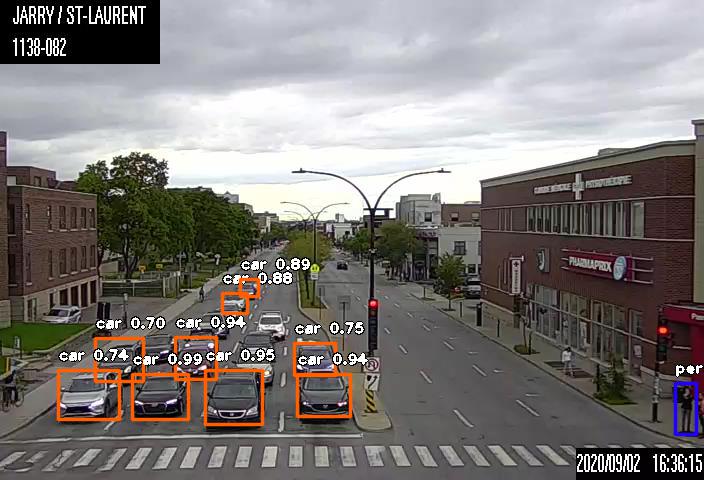 JARRY / ST-LAURENT
1138-082
car 0.89
car 0.88
car 0.70
car 0.94
car 0.75
car 0.74
car 0.99
car 0.95
car 0.94
PHARMAPRIX
per
2020/09/02 16:36:15